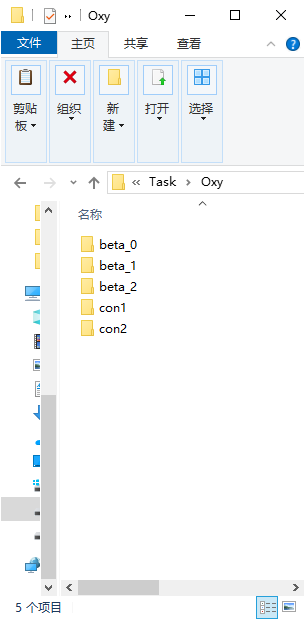 Oxy
文件 主页 共享 查看
剪贴板 组织 新建 打开 选择
Task Oxy
名称
beta_0
beta_1
beta_2
con1
con2
5 个项目